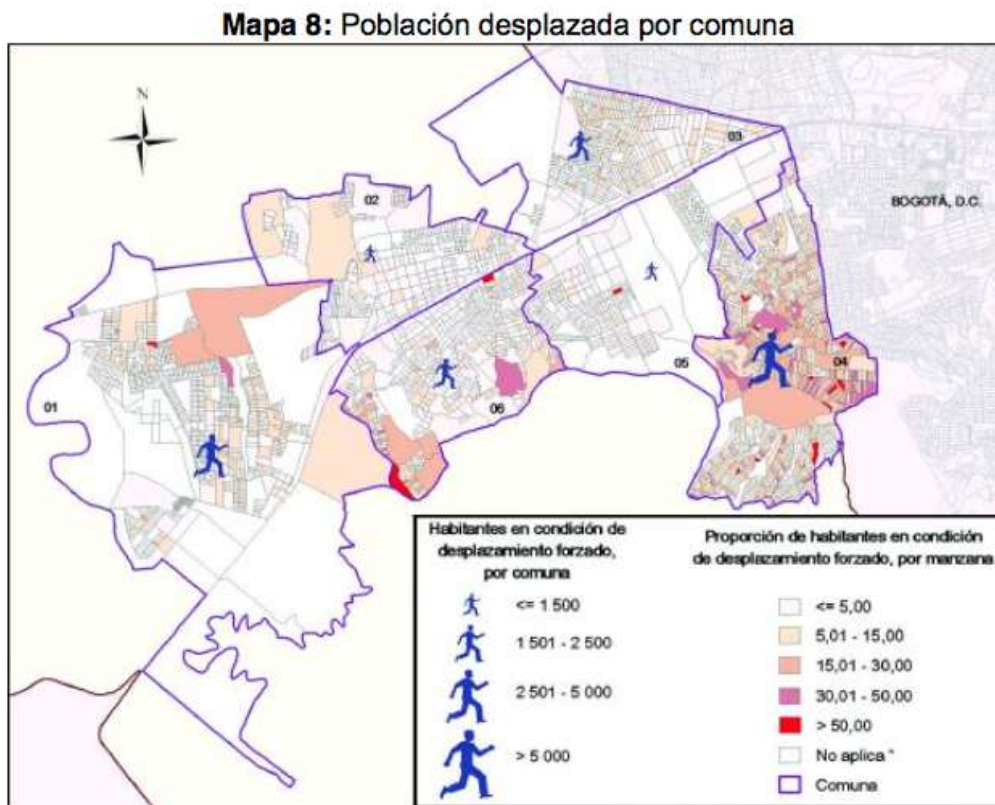 Mapa 8: Población desplazada por comuna
N
03
02
BOGOTÁ, D.C.
04
05
01
06
Habitantes en condición de
desplazamiento forzado,
por comuna
<= 1 500
1 501 - 2 500
2 501 - 5 000
> 5 000
Proporción de habitantes en condición
de desplazamiento forzado, por manzana
<= 5,00
5,01 - 15,00
15,01 - 30,00
30,01 - 50,00
> 50,00
No aplica *
Comuna